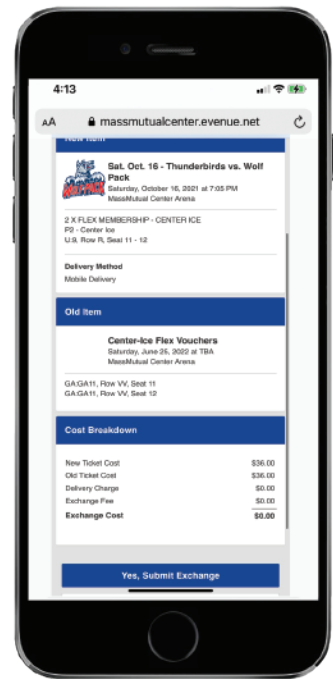 4:13
AA massmutualcenter.evenue.net
New Item
WOLF PACK
Sat. Oct. 16 - Thunderbirds vs. Wolf
Pack
Saturday, October 16, 2021 at 7:05 PM
MassMutual Center Arena
2 X FLEX MEMBERSHIP - CENTER ICE
P2 - Center Ice
U:9, Row R, Seat 11 - 12
Delivery Method
Mobile Delivery
Old Item
Center-Ice Flex Vouchers
Saturday, June 25, 2022 at TBA
MassMutual Center Arena
GA:GA11, Row VV, Seat 11
GA:GA11, Row VV, Seat 12
Cost Breakdown
New Ticket Cost $36.00
Old Ticket Cost $36.00
Delivery Charge $0.00
Exchange Fee $0.00
Exchange Cost $0.00
Yes, Submit Exchange